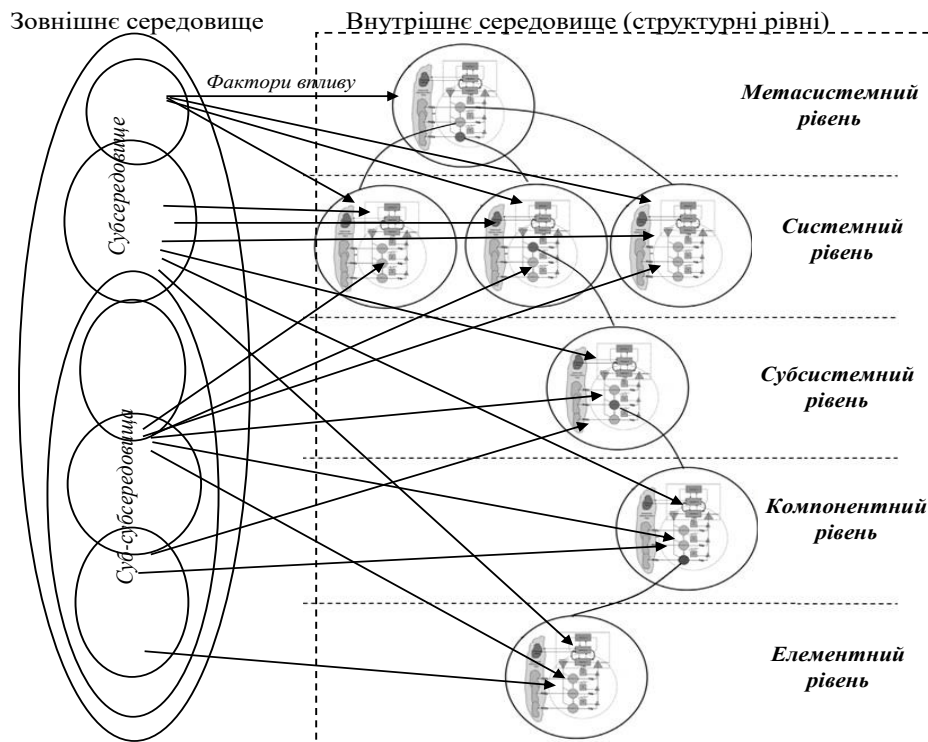 Зовнішнє середовище
Внутрішнє середовище (структурні рівні)
Фактори впливу
Метасистемний
рівень
Субсередовище
Системний
рівень
Субсистемний
рівень
Суб-субсередовища
Компонентний
рівень
Елементний
рівень